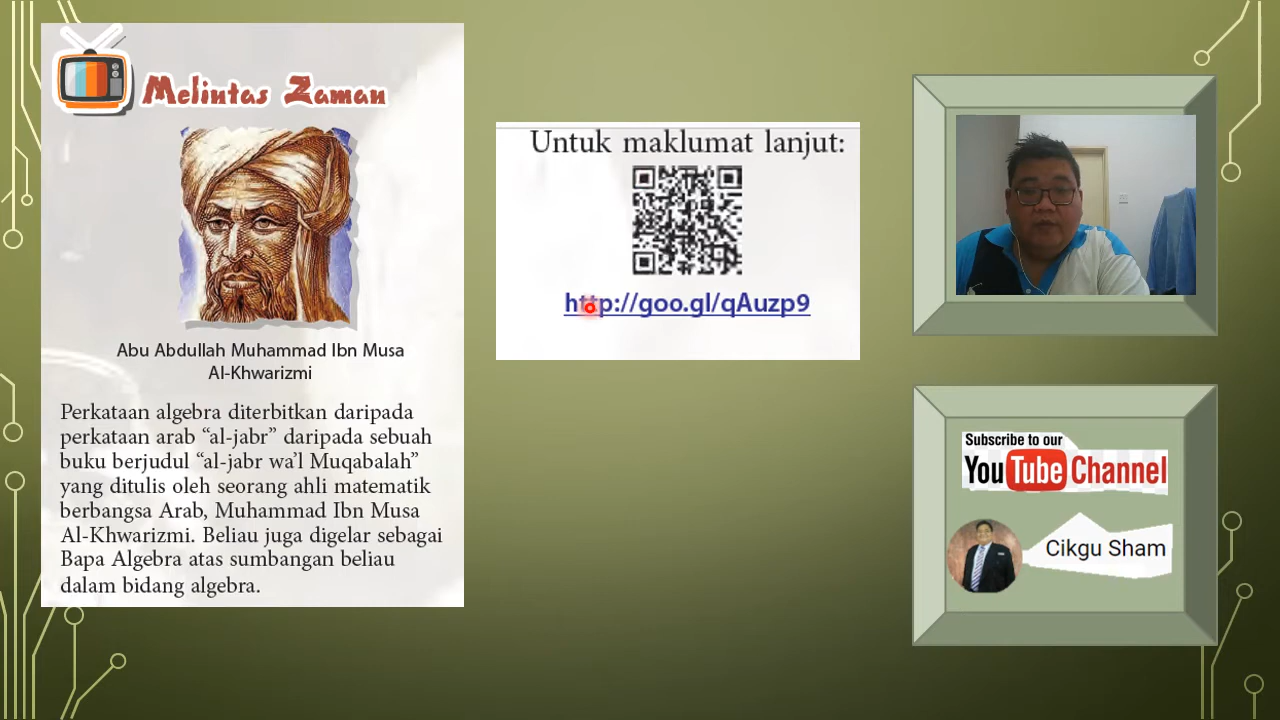 Melintas Zaman
Abu Abdullah Muhammad Ibn Musa
Al-Khwarizmi
Perkataan algebra diterbitkan daripada
perkataan arab “al-jabr” daripada sebuah
buku berjudul “al-jabr wa’l Muqabalah”
yang ditulis oleh seorang ahli matematik
berbangsa Arab, Muhammad Ibn Musa
Al-Khwarizmi. Beliau juga digelar sebagai
Bapa Algebra atas sumbangan beliau
dalam bidang algebra.
Untuk maklumat lanjut:
http://goo.gl/qAuzp9
Subscribe to our
YouTube Channel
Cikgu Sham